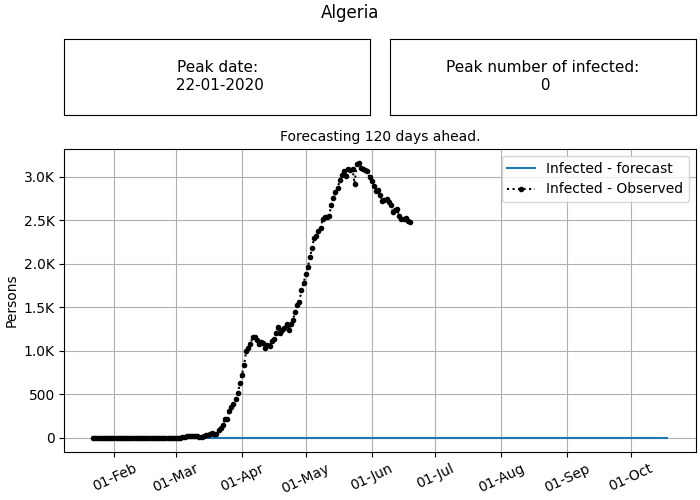 Algeria
Peak date:
22-01-2020
Peak number of infected:
0
Forecasting 120 days ahead.
Infected - forecast
Infected - Observed
Persons
3.0K
2.5K
2.0K
1.5K
1.0K
500
0
01-Feb
01-Mar
01-Apr
01-May
01-Jun
01-Jul
01-Aug
01-Sep
01-Oct